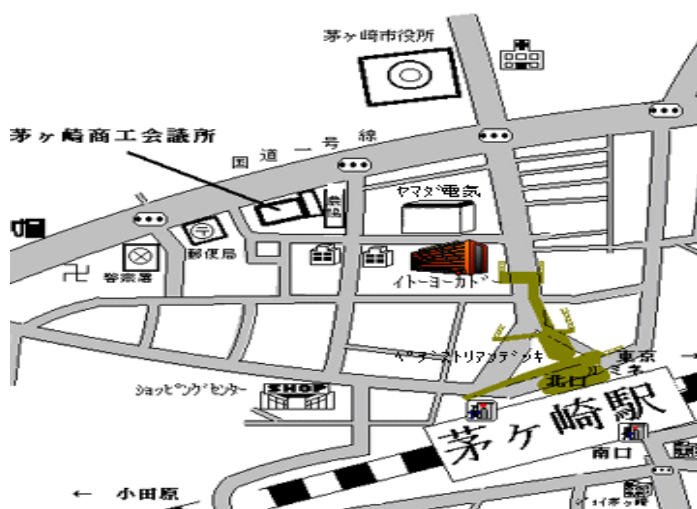 茅ヶ崎市役所
茅ヶ崎商工会議所
国道一号線
農協
ヤマダ電気
〒
郵便局
警察署
卍
イトーヨーカドー
ペデストリアンデッキ
東京 →
ルミネ
北口
ショッピングセンター
SHOP
茅ヶ崎駅
南口
← 小田原